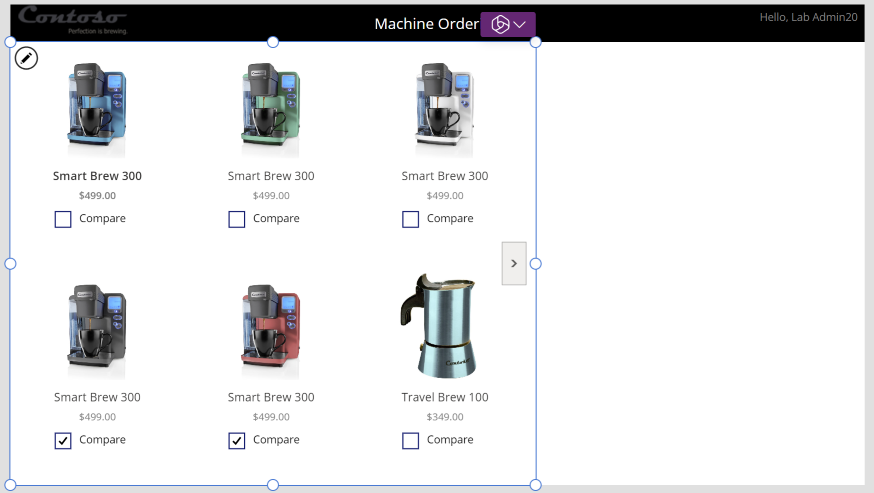 Contoso
Perfection is brewing.
Machine Order
Hello, Lab Admin20
Smart Brew 300 Smart Brew 300 Smart Brew 300
$499.00 $499.00 $499.00
Compare Compare Compare
Contoso
Smart Brew 300 Smart Brew 300 Travel Brew 100
$499.00 $499.00 $349.00
Compare Compare Compare